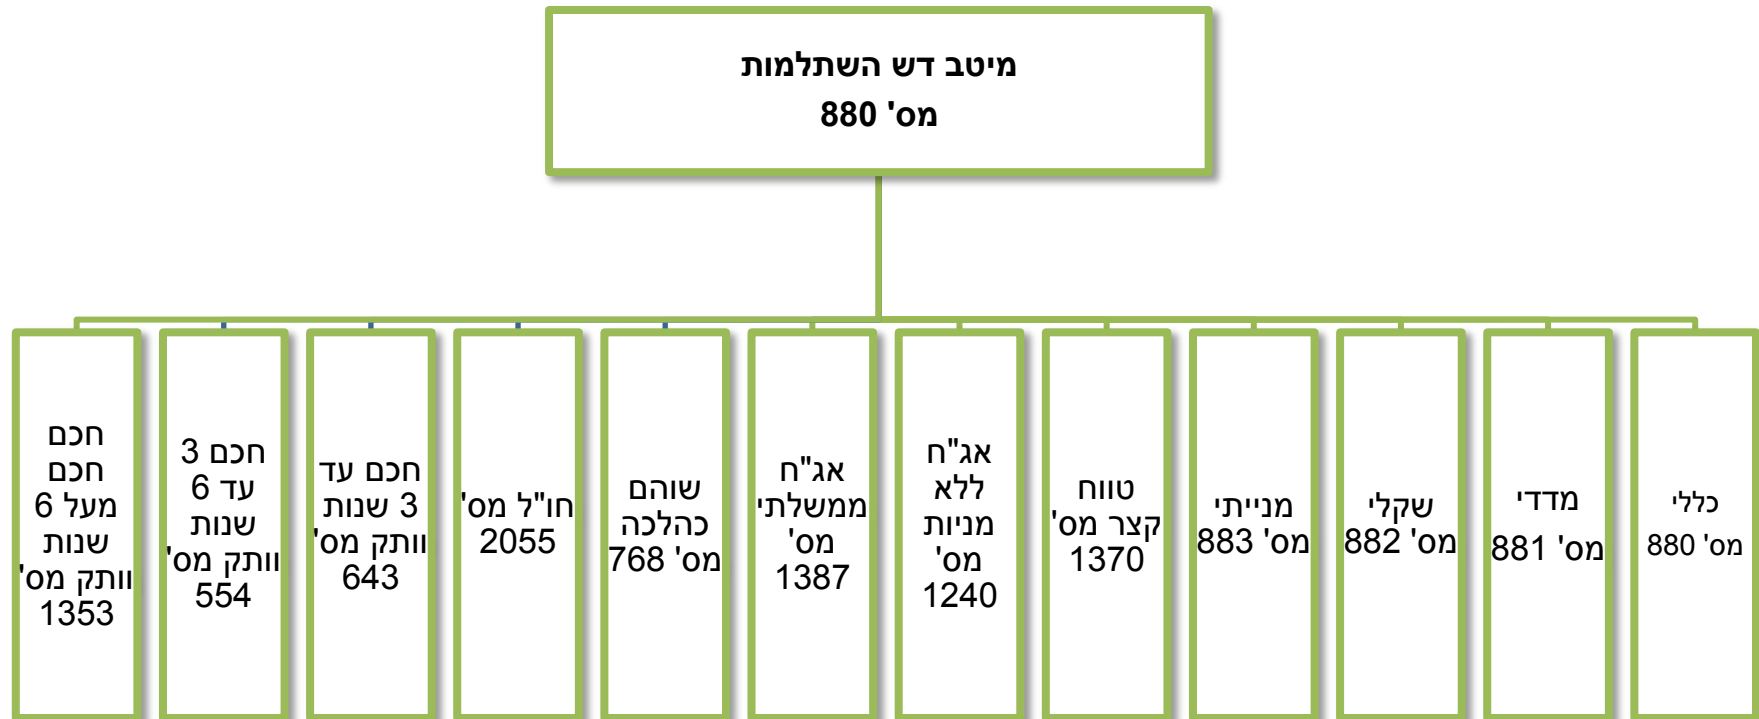 מיטב דש השתלמות
מס' 880
כללי
מס' 880
מדדי
מס' 881
שקלי
מס' 882
מנייתי
מס' 883
טווח
קצר מס'
1370
אג"ח
ללא
מניות
מס'
1240
אג"ח
ממשלתי
מס'
1387
שוהם
כהלכה
מס' 768
חו"ל מס'
2055
חכם עד
3 שנות
וותק מס'
643
חכם 3
עד 6
שנות
וותק מס'
554
חכם
חכם
מעל 6
שנות
וותק מס'
1353